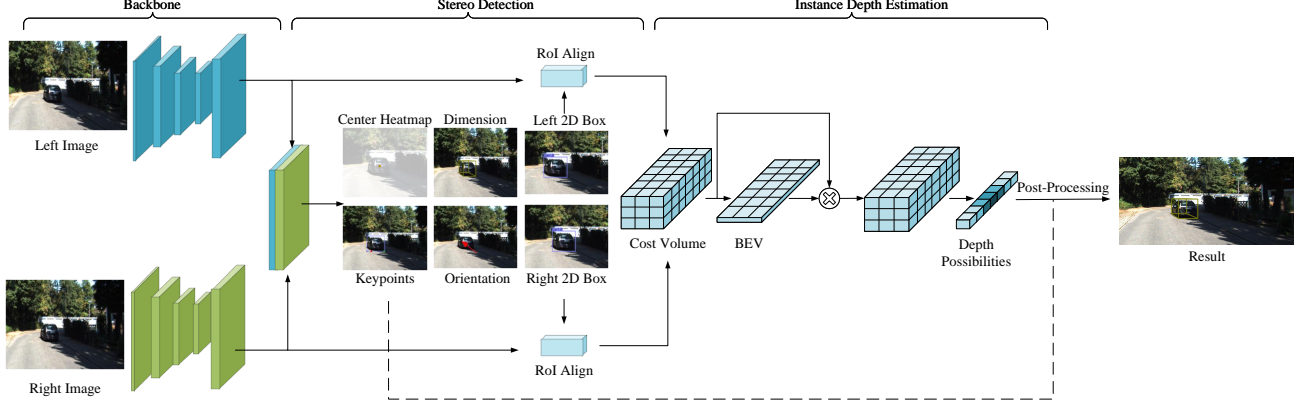 Backbone
Stereo Detection
Instance Depth Estimation
RoI Align
Left Image
Center Heatmap
Dimension
Left 2D Box
Keypoints
Orientation
Right 2D Box
Cost Volume
BEV
Depth
Possibilities
Post-Processing
Result
RoI Align
Right Image